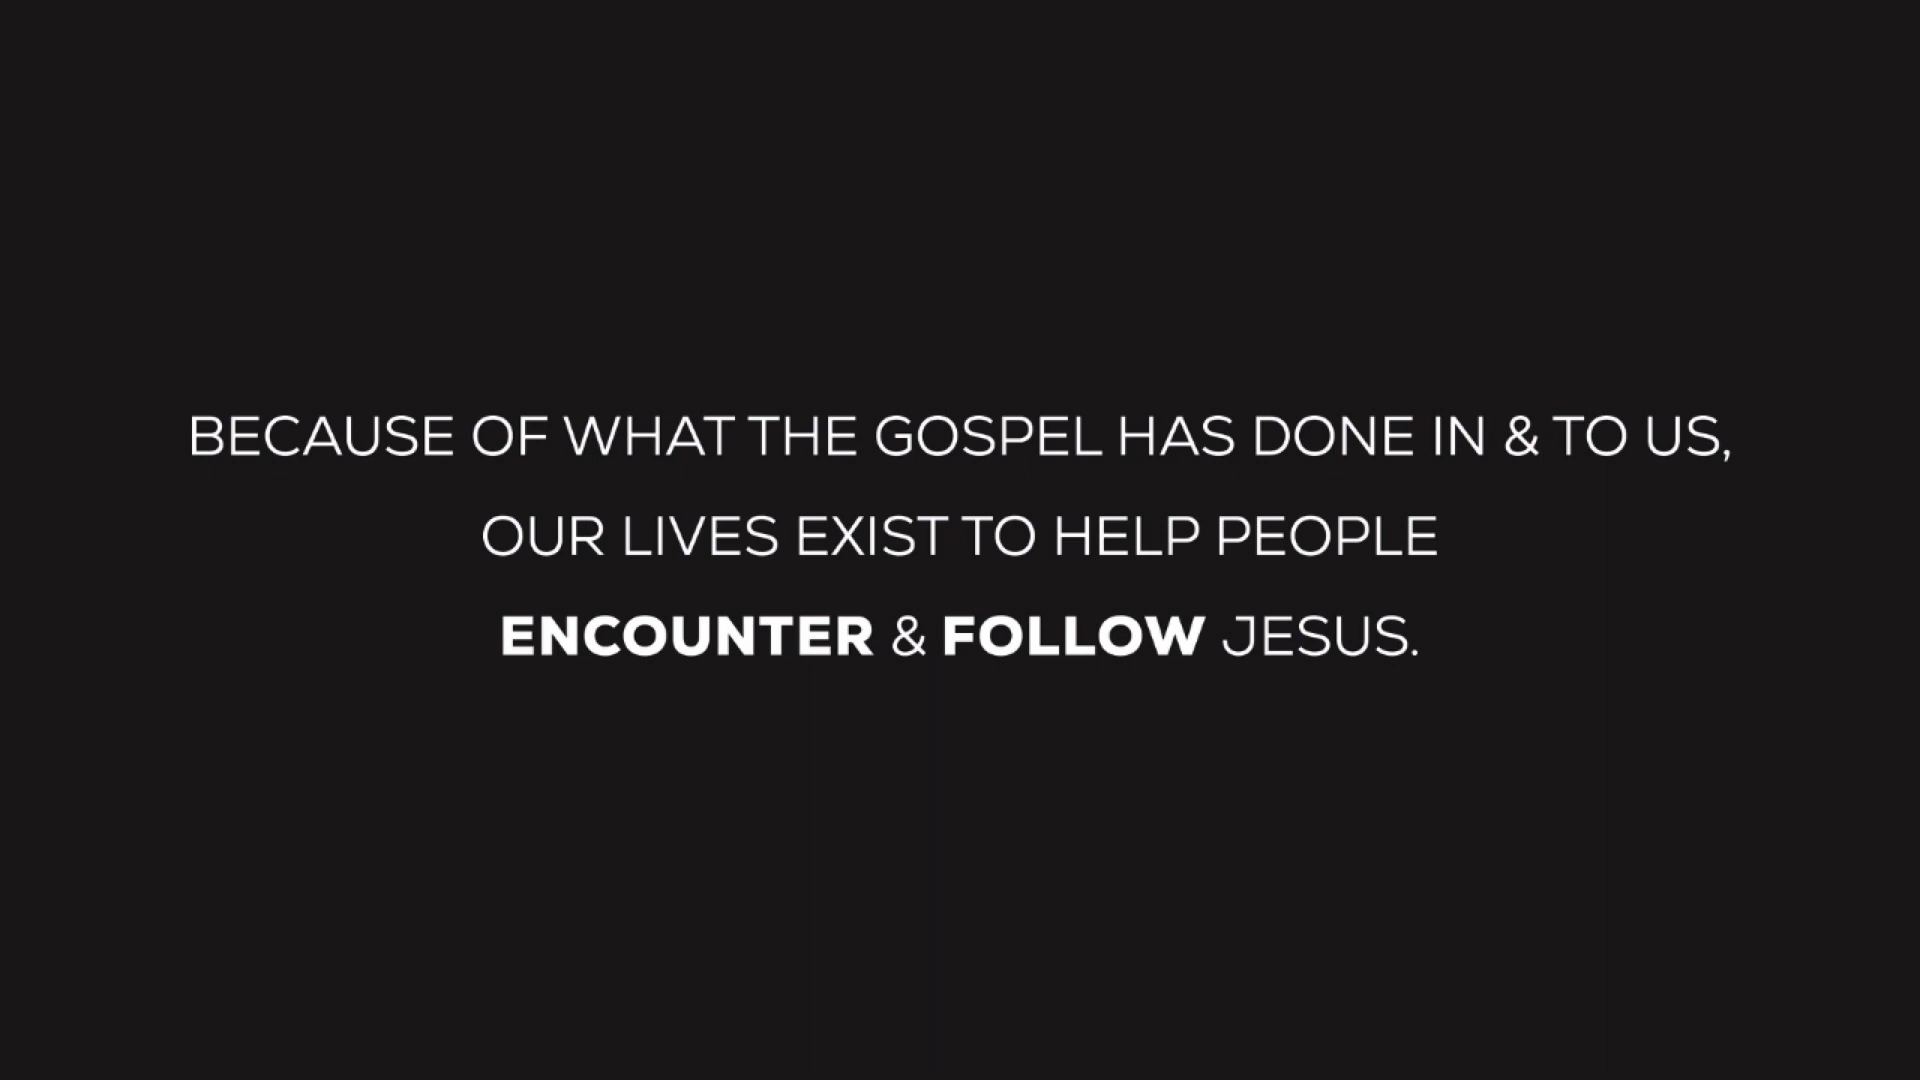 BECAUSE OF WHAT THE GOSPEL HAS DONE IN & TO US,
OUR LIVES EXIST TO HELP PEOPLE
ENCOUNTER & FOLLOW JESUS.